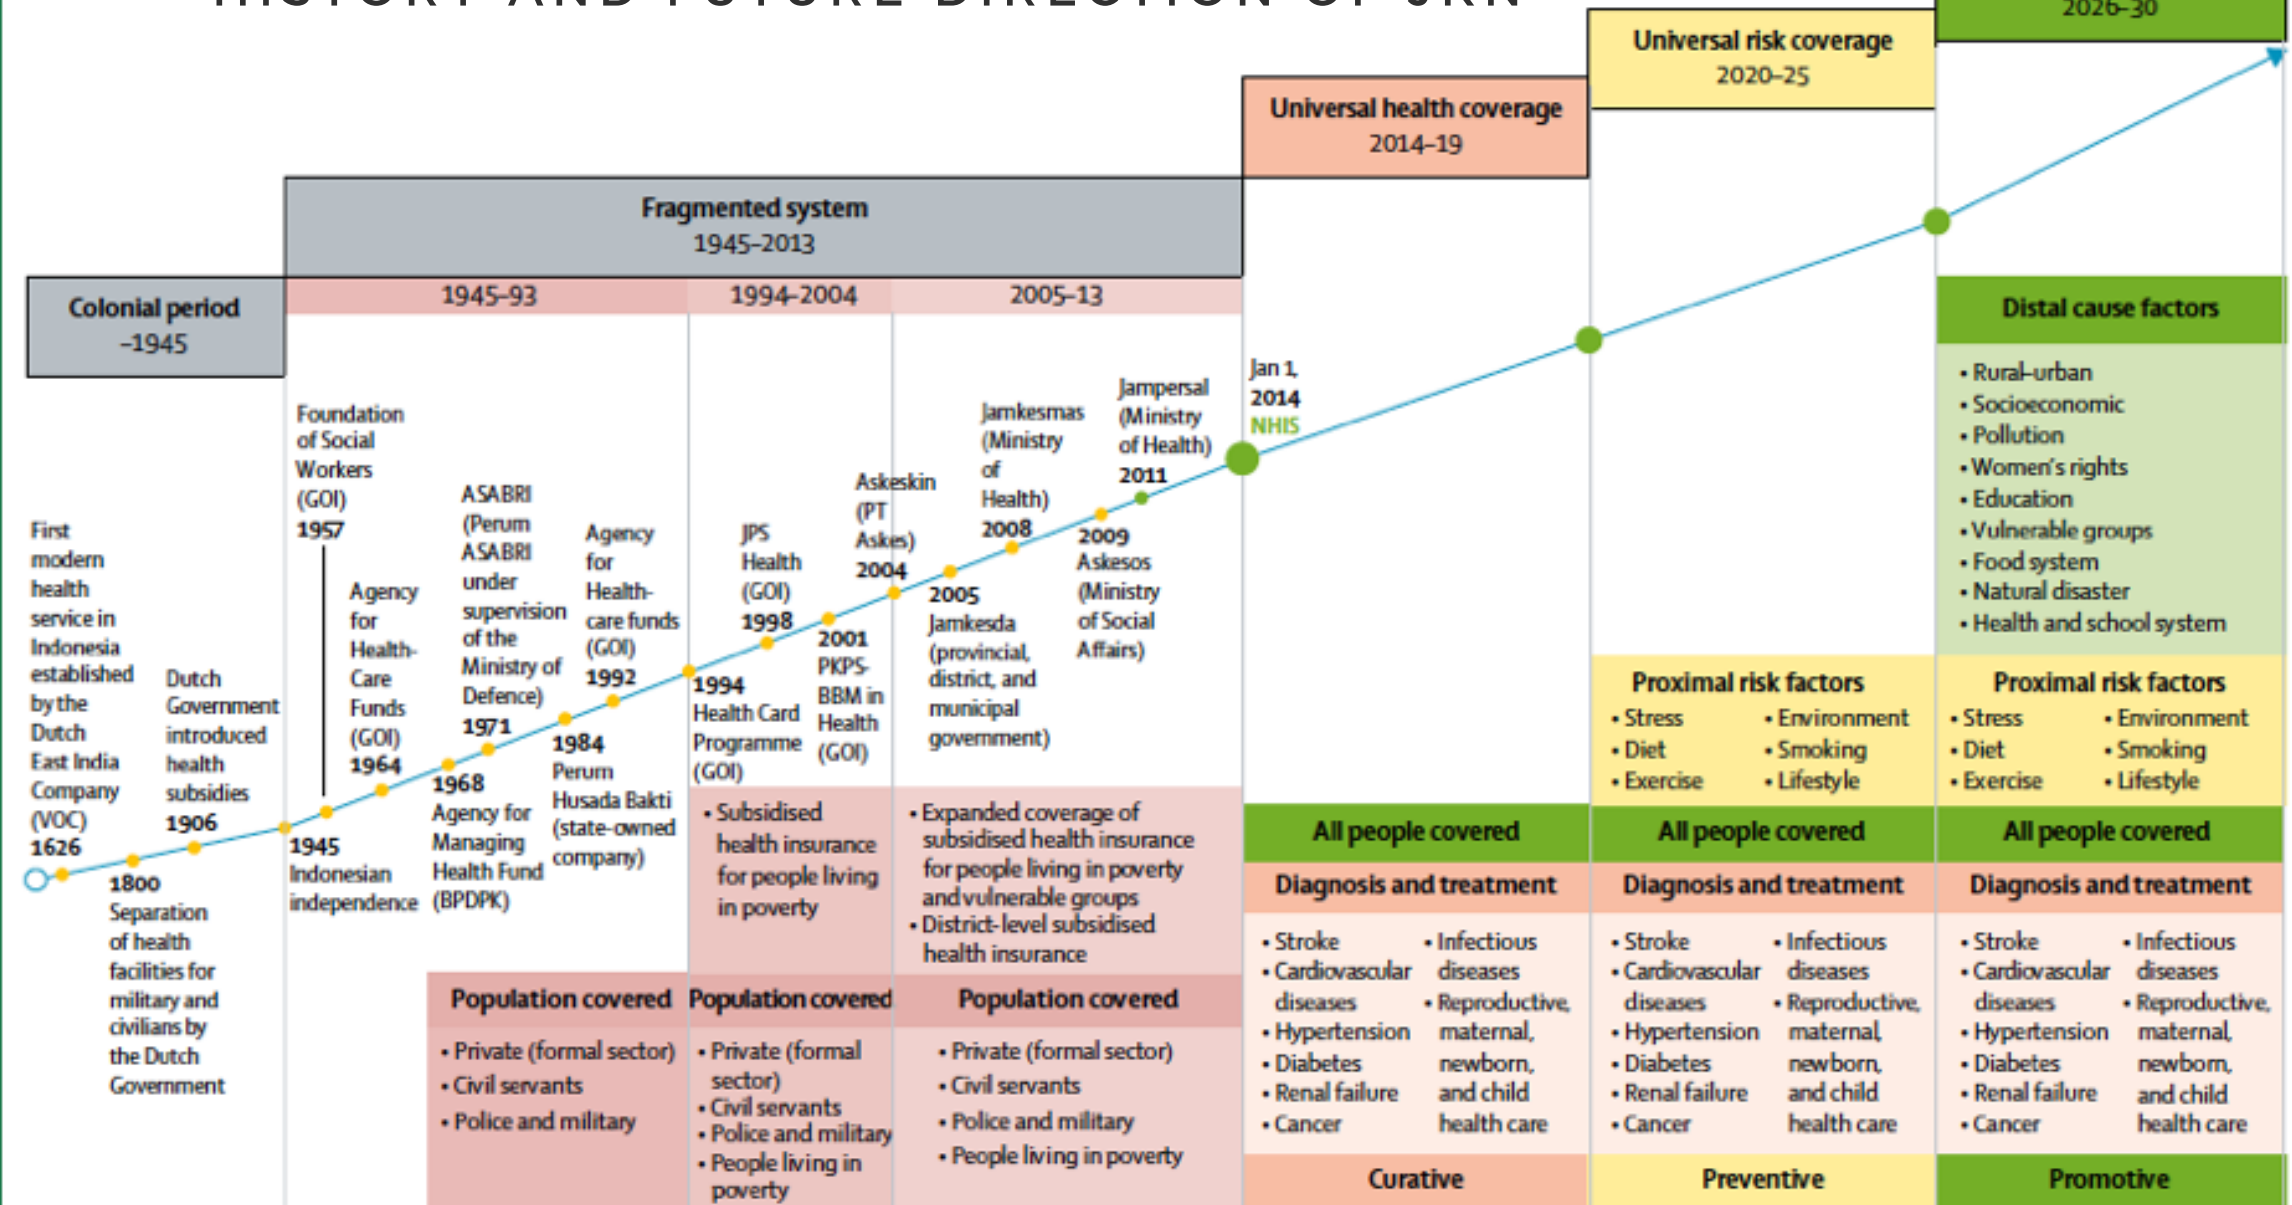 HISTORY AND FUTURE DIRECTION OF JKN
2026–30
Universal risk coverage
2020–25
Universal health coverage
2014–19
Fragmented system
1945–2013
Colonial period
–1945
1945–93
1994–2004
2005–13
First
modern
health
service in
Indonesia
established
by the
Dutch
East India
Company
(VOC)
1626
1800
Separation
of health
facilities for
military and
civilians by
the Dutch
Government
Dutch
Government
introduced
health
subsidies
1906
1945
Indonesian
independence
Foundation
of Social
Workers
(GOI)
1957
Agency
for
Health-
Care
Funds
(GOI)
1964
1968
Agency for
Managing
Health Fund
(BPDPK)
ASABRI
(Perum
ASABRI
under
supervision
of the
Ministry of
Defence)
1971
1984
Perum
Husada Bakti
(state-owned
company)
Agency
for
Health-
care funds
(GOI)
1992
1994
Health Card
Programme
(GOI)
JPS
Health
(GOI)
1998
2001
PKPS-
BBM in
Health
(GOI)
Askeskin
(PT
Askes)
2004
2005
Jamkesda
(provincial,
district, and
municipal
government)
Jamkesmas
(Ministry
of
Health)
2008
2009
Askesos
(Ministry
of Social
Affairs)
Jampersal
(Ministry
of Health)
2011
Jan 1,
2014
NHIS
• Subsidised
health insurance
for people living
in poverty
• Expanded coverage of
subsidised health insurance
for people living in poverty
and vulnerable groups
• District-level subsidised
health insurance
Population covered
• Private (formal sector)
• Civil servants
• Police and military
Population covered
• Private (formal
sector)
• Civil servants
• Police and military
• People living in
poverty
Population covered
• Private (formal sector)
• Civil servants
• Police and military
• People living in poverty
All people covered
Diagnosis and treatment
• Stroke
• Cardiovascular
diseases
• Hypertension
• Diabetes
• Renal failure
• Cancer
• Infectious
diseases
• Reproductive,
maternal,
newborn,
and child
health care
Curative
Proximal risk factors
• Stress
• Diet
• Exercise
• Environment
• Smoking
• Lifestyle
All people covered
Diagnosis and treatment
• Stroke
• Cardiovascular
diseases
• Hypertension
• Diabetes
• Renal failure
• Cancer
• Infectious
diseases
• Reproductive,
maternal,
newborn,
and child
health care
Preventive
Distal cause factors
• Rural–urban
• Socioeconomic
• Pollution
• Women's rights
• Education
• Vulnerable groups
• Food system
• Natural disaster
• Health and school system
Proximal risk factors
• Stress
• Diet
• Exercise
• Environment
• Smoking
• Lifestyle
All people covered
Diagnosis and treatment
• Stroke
• Cardiovascular
diseases
• Hypertension
• Diabetes
• Renal failure
• Cancer
• Infectious
diseases
• Reproductive,
maternal,
newborn,
and child
health care
Promotive